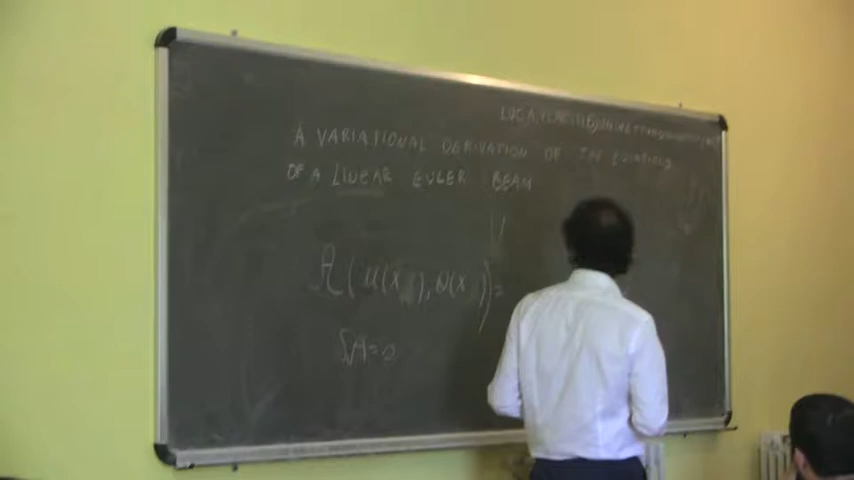 A VARIATIONAL DERIVATION OF THE EQUATIONS
OF A LINEAR EULER BEAM
A(u(x ), w(x )) =
δA=0